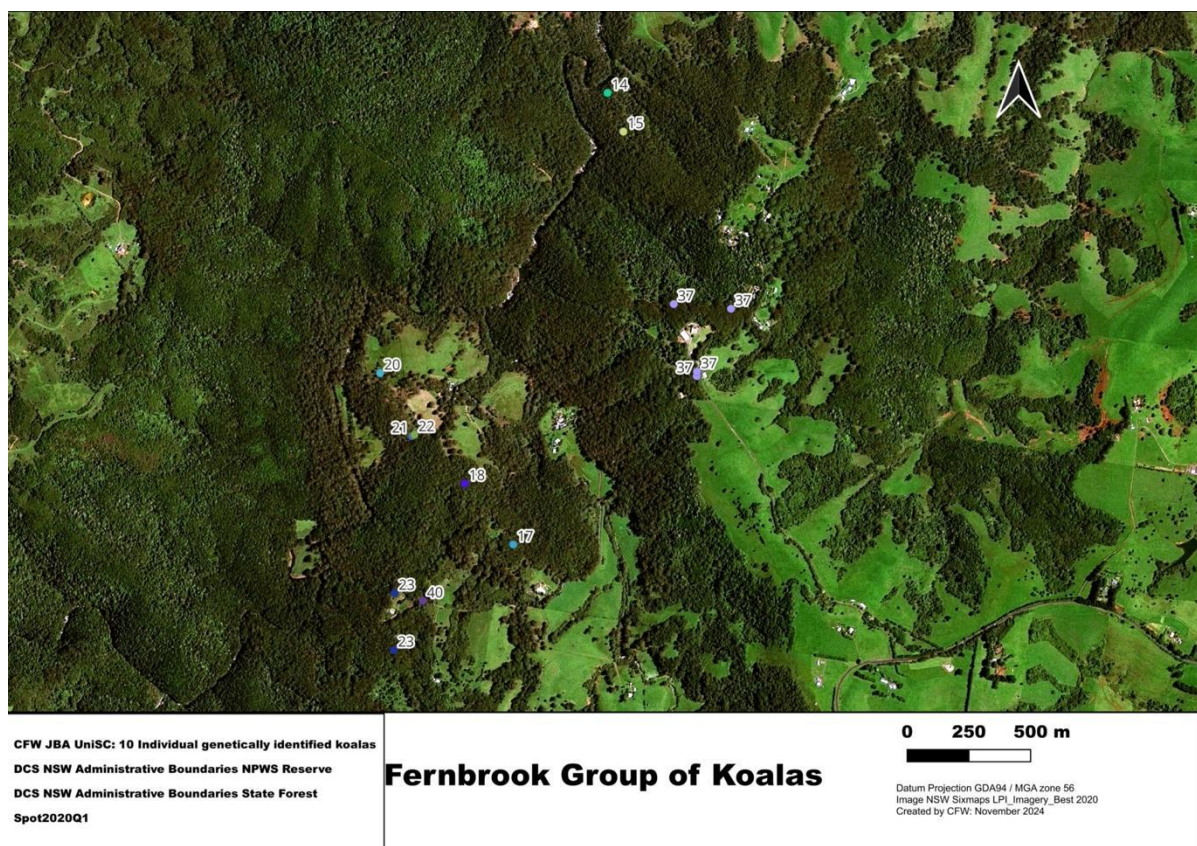 14
15
37
37
37
37
20
21
22
18
17
23
40
23
CFW JBA UniSC: 10 Individual genetically identified koalas
DCS NSW Administrative Boundaries NPWS Reserve
DCS NSW Administrative Boundaries State Forest
Spot2020Q1
Fernbrook Group of Koalas
0 250 500 m
Datum Projection GDA94 / MGA zone 56
Image NSW Sixmaps LPI_Imagery_Best 2020
Created by CFW: November 2024